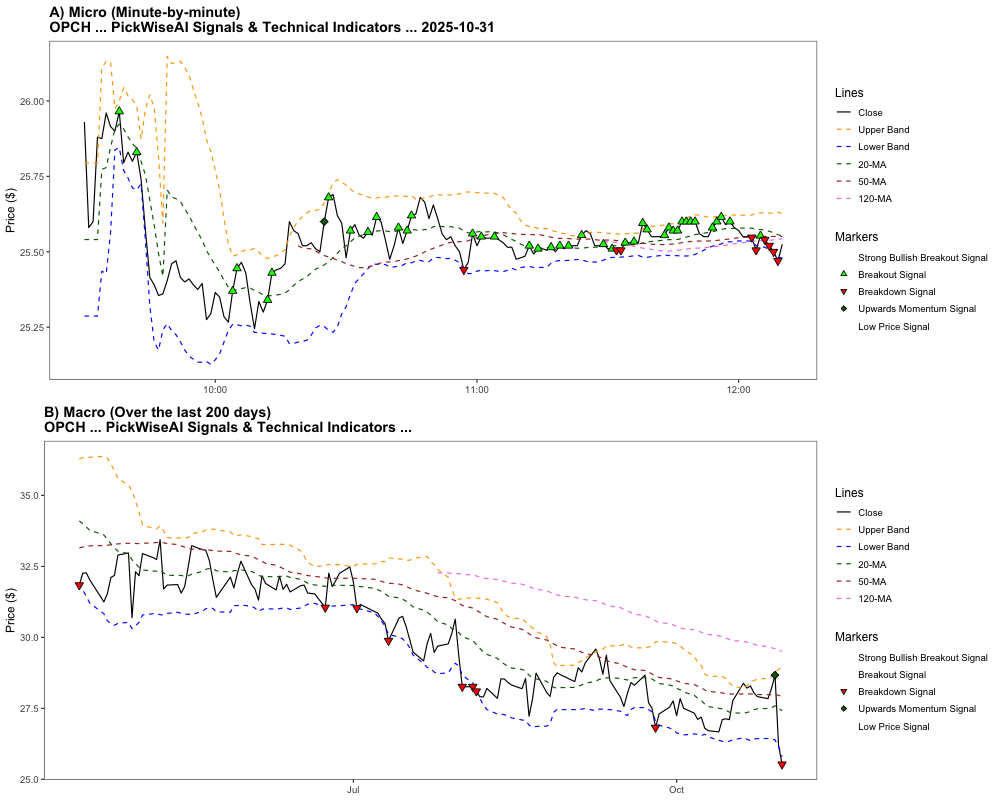 A) Micro (Minute-by-minute)
OPCH ... PickWiseAI Signals & Technical Indicators ... 2025-10-31
Price ($)
26.00
25.75
25.50
25.25
10:00
11:00
12:00
Lines
Close
Upper Band
Lower Band
20-MA
50-MA
120-MA
Markers
Strong Bullish Breakout Signal
Breakout Signal
Breakdown Signal
Upwards Momentum Signal
Low Price Signal
B) Macro (Over the last 200 days)
OPCH ... PickWiseAI Signals & Technical Indicators ...
Price ($)
35.0
32.5
30.0
27.5
25.0
Jul
Oct
Lines
Close
Upper Band
Lower Band
20-MA
50-MA
120-MA
Markers
Strong Bullish Breakout Signal
Breakout Signal
Breakdown Signal
Upwards Momentum Signal
Low Price Signal